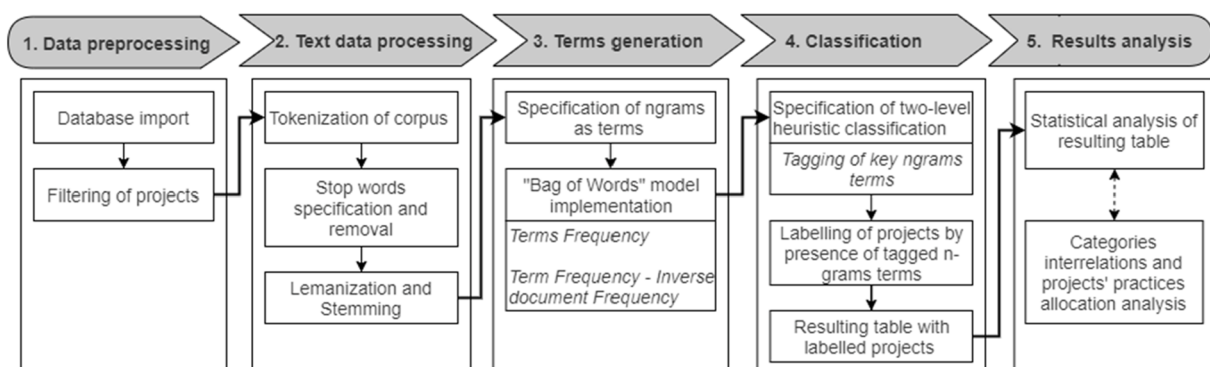 1. Data preprocessing
2. Text data processing
3. Terms generation
4. Classification
5. Results analysis
Database import
Filtering of projects
Tokenization of corpus
Stop words
specification and
removal
Lemanization and
Stemming
Specification of ngrams
as terms
"Bag of Words" model
implementation
Terms Frequency
Term Frequency - Inverse
document Frequency
Specification of two-level
heuristic classification
Tagging of key ngrams
terms
Labelling of projects by
presence of tagged n-
grams terms
Resulting table with
labelled projects
Statistical analysis of
resulting table
Categories
interrelations and
projects' practices
allocation analysis